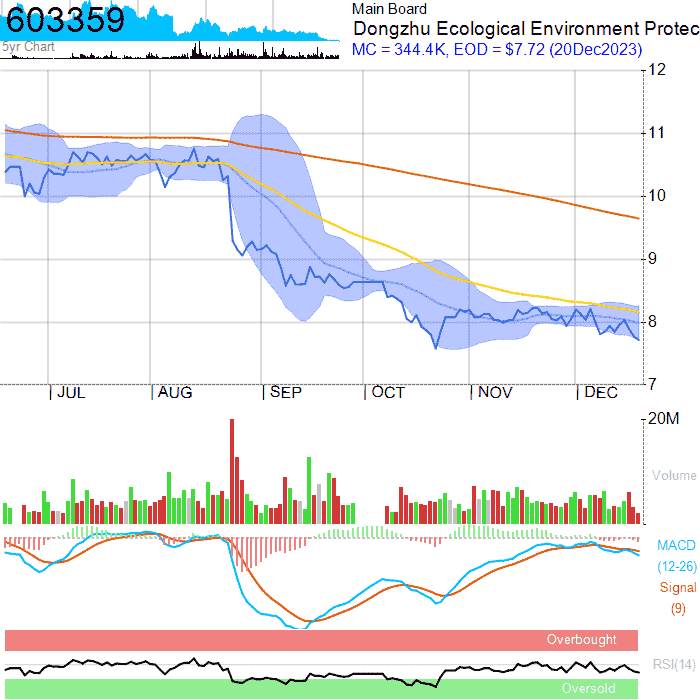 603359
5yr Chart
Main Board
Dongzhu Ecological Environment Protec
MC = 344.4K, EOD = $7.72 (20Dec2023)
12
11
10
9
8
7
JUL AUG SEP OCT NOV DEC
20M
Volume
MACD
(12-26)
Signal
(9)
Overbought
RSI(14)
Oversold